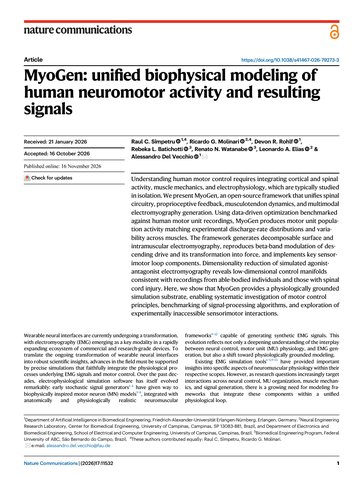 nature communications
Article
https://doi.org/10.1038/s41467-026-79273-3
MyoGen: unified biophysical modeling of
human neuromotor activity and resulting
signals
Received: 21 January 2026
Accepted: 16 October 2026
Published online: 16 November 2026
Check for updates
Raul C. Sîmpetru 1,4, Ricardo G. Molinari 2,4, Devon R. Rohlf 1,
Rebeka L. Batichotti 3, Renato N. Watanabe 3, Leonardo A. Elias 2 &
Alessandro Del Vecchio 1
Understanding human motor control requires integrating cortical and spinal
activity, muscle mechanics, and electrophysiology, which are typically studied
in isolation. We present MyoGen, an open-source framework that unifies spinal
circuitry, proprioceptive feedback, musculotendon dynamics, and multimodal
electromyography generation. Using data-driven optimization benchmarked
against human motor unit recordings, MyoGen produces motor unit popu-
lation activity matching experimental discharge-rate distributions and varia-
bility across muscles. The framework generates decomposable surface and
intramuscular electromyography, reproduces beta-band modulation of des-
cending drive and its transformation into force, and implements key sensor-
imotor loop components. Dimensionality reduction of simulated agonist-
antagonist electromyography reveals low-dimensional control manifolds
consistent with recordings from able-bodied individuals and those with spinal
cord injury. Here, we show that MyoGen provides a physiologically grounded
simulation substrate, enabling systematic investigation of motor control
principles, benchmarking of signal-processing algorithms, and exploration of
experimentally inaccessible sensorimotor interactions.
Wearable neural interfaces are currently undergoing a transformation,
with electromyography (EMG) emerging as a key modality in a rapidly
expanding ecosystem of commercial and research-grade devices. To
translate the ongoing transformation of wearable neural interfaces
into robust scientific insights, advances in the field must be supported
by precise simulations that faithfully integrate the physiological pro-
cesses underlying EMG signals and motor control. Over the past dec-
ades, electrophysiological simulation software has itself evolved
remarkably: early stochastic signal generators have given way to
biophysically inspired motor neuron (MN) models, integrated with
anatomically and physiologically realistic neuromuscular
frameworks capable of generating synthetic EMG signals. This
evolution reflects not only a deepening understanding of the interplay
between neural control, motor unit (MU) physiology, and EMG gen-
eration, but also a shift toward physiologically grounded modeling.
Existing EMG simulation tools have provided important
insights into specific aspects of neuromuscular physiology within their
respective scopes. However, as research questions increasingly target
interactions across neural control, MU organization, muscle mechan-
ics, and signal generation, there is a growing need for modeling fra-
meworks that integrate these components within a unified
physiological loop.
1Department of Artificial Intelligence in Biomedical Engineering, Friedrich-Alexander-Universität Erlangen-Nürnberg, Erlangen, Germany. 2Neural Engineering
Research Laboratory, Center for Biomedical Engineering, University of Campinas, Campinas, SP 13083-881, Brazil, and Department of Electronics and
Biomedical Engineering, School of Electrical and Computer Engineering, University of Campinas, Campinas, Brazil. 3Biomedical Engineering Program, Federal
University of ABC, São Bernardo do Campo, Brazil. 4These authors contributed equally: Raul C. Sîmpetru, Ricardo G. Molinari.
e-mail: alessandro.del.vecchio@fau.de
Nature Communications | (2026)17:11532
1